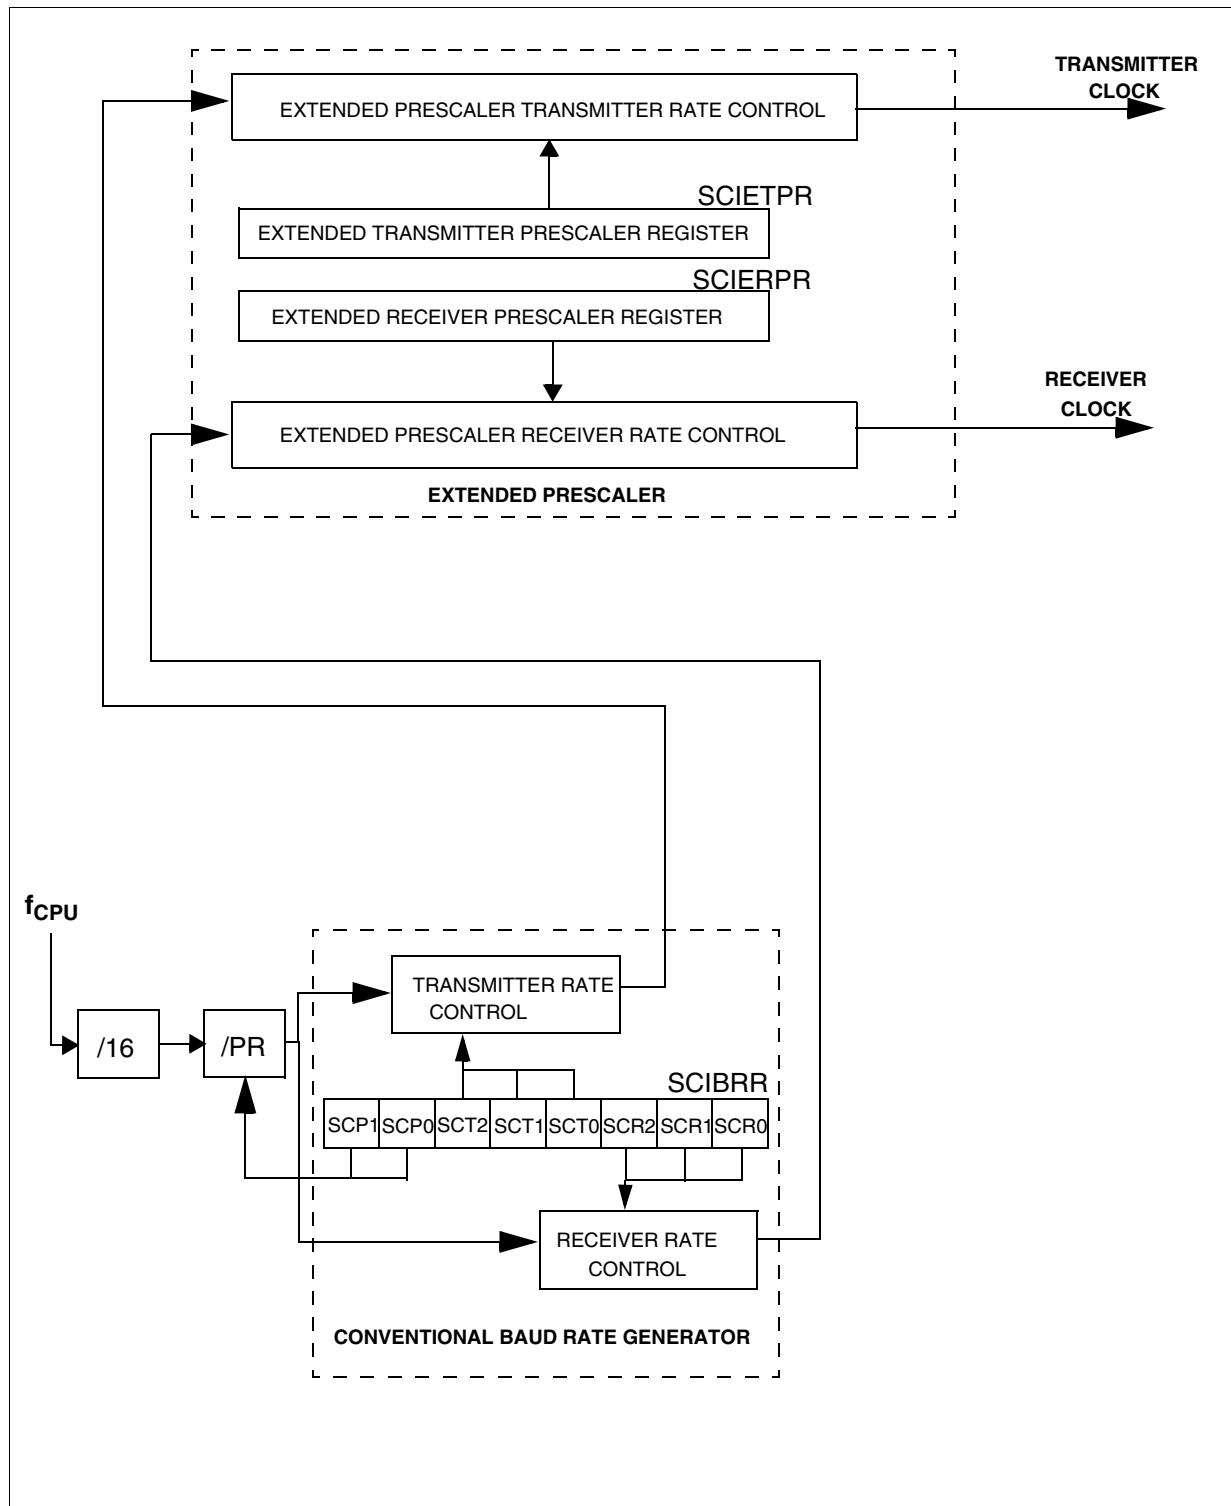 TRANSMITTER
CLOCK
EXTENDED PRESCALER TRANSMITTER RATE CONTROL
SCIETPR
EXTENDED TRANSMITTER PRESCALER REGISTER
SCIERPR
EXTENDED RECEIVER PRESCALER REGISTER
RECEIVER
CLOCK
EXTENDED PRESCALER RECEIVER RATE CONTROL
EXTENDED PRESCALER
fCPU
TRANSMITTER RATE
CONTROL
/16
/PR
SCIBRR
SCP1 SCP0 SCT2 SCT1 SCT0 SCR2 SCR1 SCR0
RECEIVER RATE
CONTROL
CONVENTIONAL BAUD RATE GENERATOR